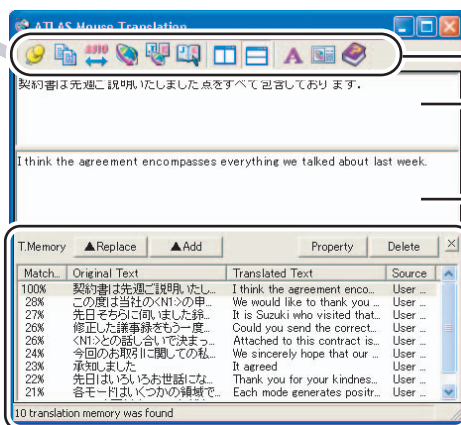 ATLAS Mouse Translation
AUTO
A
契約書は先週ご説明いたしました点をすべて包含しております.
I think the agreement encompasses everything we talked about last week.
T.Memory ▲Replace ▲Add Property Delete ×
Match... Original Text Translated Text Source
100% 契約書は先週ご説明いたし... I think the agreement enco... User ...
28% この度は当社の<N1:>の申... We would like to thank you ... User ...
27% 先日そちらに伺いました鈴... It is Suzuki who visited that... User ...
26% 修正した議事録をもう一度... Could you send the correct... User ...
26% <N1:>との話し合いで決まっ... Attached to this contract is... User ...
24% 今回のお取引に関しての私... We sincerely hope that our ... User ...
23% 承知しました It agreed User ...
22% 先日はいろいろお世話にな... Thank you for your kindnes... User ...
21% 各モードはいくつかの領域で... Each mode generates positr... User ...
10 translation memory was found